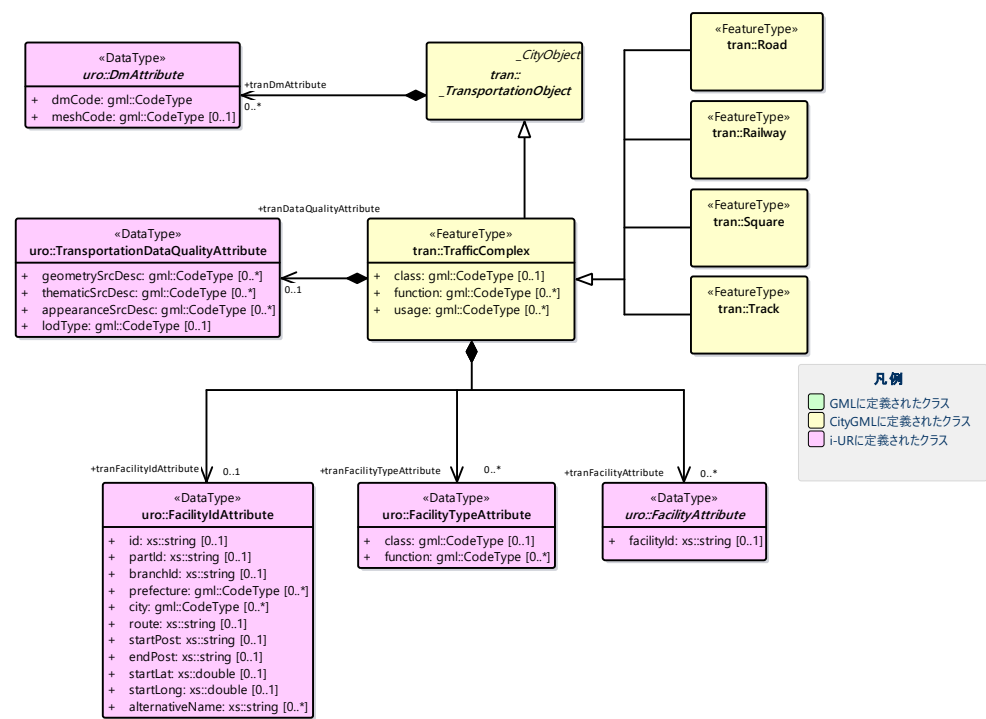 «DataType»
uro::DmAttribute
+ dmCode: gml::CodeType
+ meshCode: gml::CodeType [0..1]
+tranDmAttribute
0..*
_CityObject
tran::
_TransportationObject
«FeatureType»
tran::Road
«FeatureType»
tran::Railway
«FeatureType»
tran::Square
«FeatureType»
tran::Track
+tranDataQualityAttribute
0..1
«DataType»
uro::TransportationDataQualityAttribute
+ geometrySrcDesc: gml::CodeType [0..*]
+ thematicSrcDesc: gml::CodeType [0..*]
+ appearanceSrcDesc: gml::CodeType [0..*]
+ lodType: gml::CodeType [0..1]
«FeatureType»
tran::TrafficComplex
+ class: gml::CodeType [0..1]
+ function: gml::CodeType [0..*]
+ usage: gml::CodeType [0..*]
凡例
GMLに定義されたクラス
CityGMLに定義されたクラス
i-URに定義されたクラス
+tranFacilityIdAttribute
0..1
+tranFacilityTypeAttribute
0..*
+tranFacilityAttribute
0..*
«DataType»
uro::FacilityIdAttribute
+ id: xs::string [0..1]
+ partId: xs::string [0..1]
+ branchId: xs::string [0..1]
+ prefecture: gml::CodeType [0..*]
+ city: gml::CodeType [0..*]
+ route: xs::string [0..1]
+ startPost: xs::string [0..1]
+ endPost: xs::string [0..1]
+ startLat: xs::double [0..1]
+ startLong: xs::double [0..1]
+ alternativeName: xs::string [0..*]
«DataType»
uro::FacilityTypeAttribute
+ class: gml::CodeType [0..1]
+ function: gml::CodeType [0..*]
«DataType»
uro::FacilityAttribute
+ facilityId: xs::string [0..1]